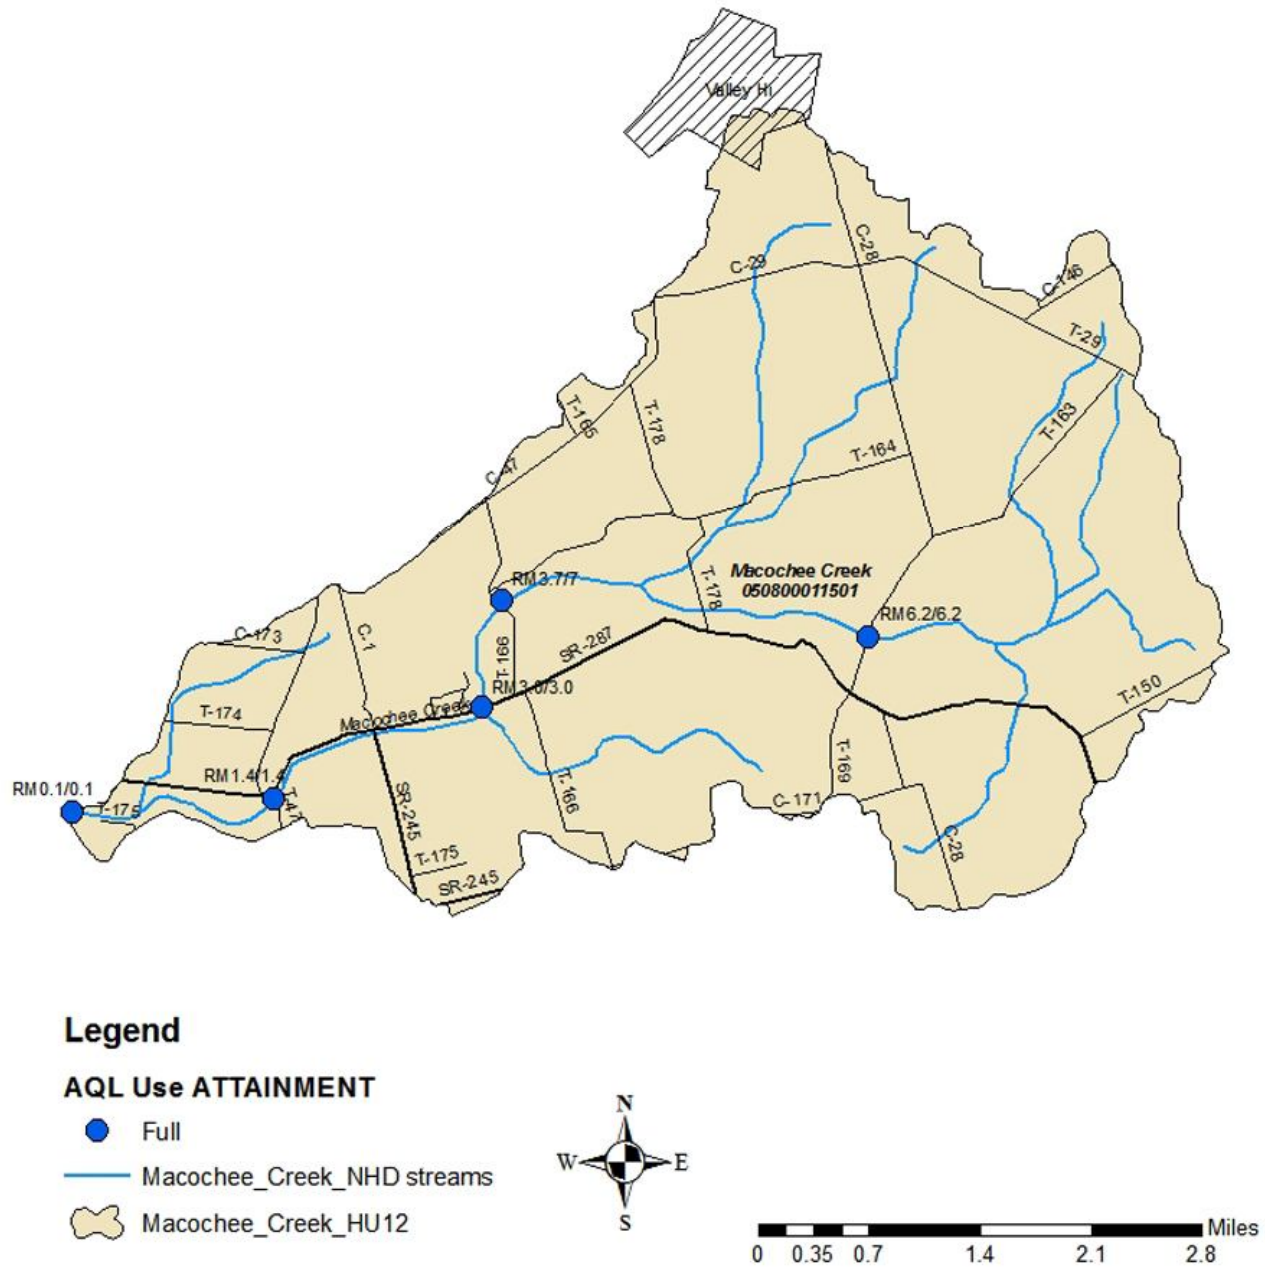 Valley Hi
C-28
C-29
C-146
T-29
T-165
T-178
T-163
T-164
C-47
Macochee Creek
050800011501
RM3.7/7
T-178
RM6.2/6.2
C-173
C-1
T-166
SR-287
RM3.0/3.0
T-174
Macochee Creek
T-150
RM1.4/1.4
T-169
RM0.1/0.1
T-175
T-47
SR-245
T-166
C-171
C-28
T-175
SR-245
Legend
AQL Use ATTAINMENT
Full
Macochee_Creek_NHD streams
Macochee_Creek_HU12
N
W
E
S
Miles
0 0.35 0.7 1.4 2.1 2.8